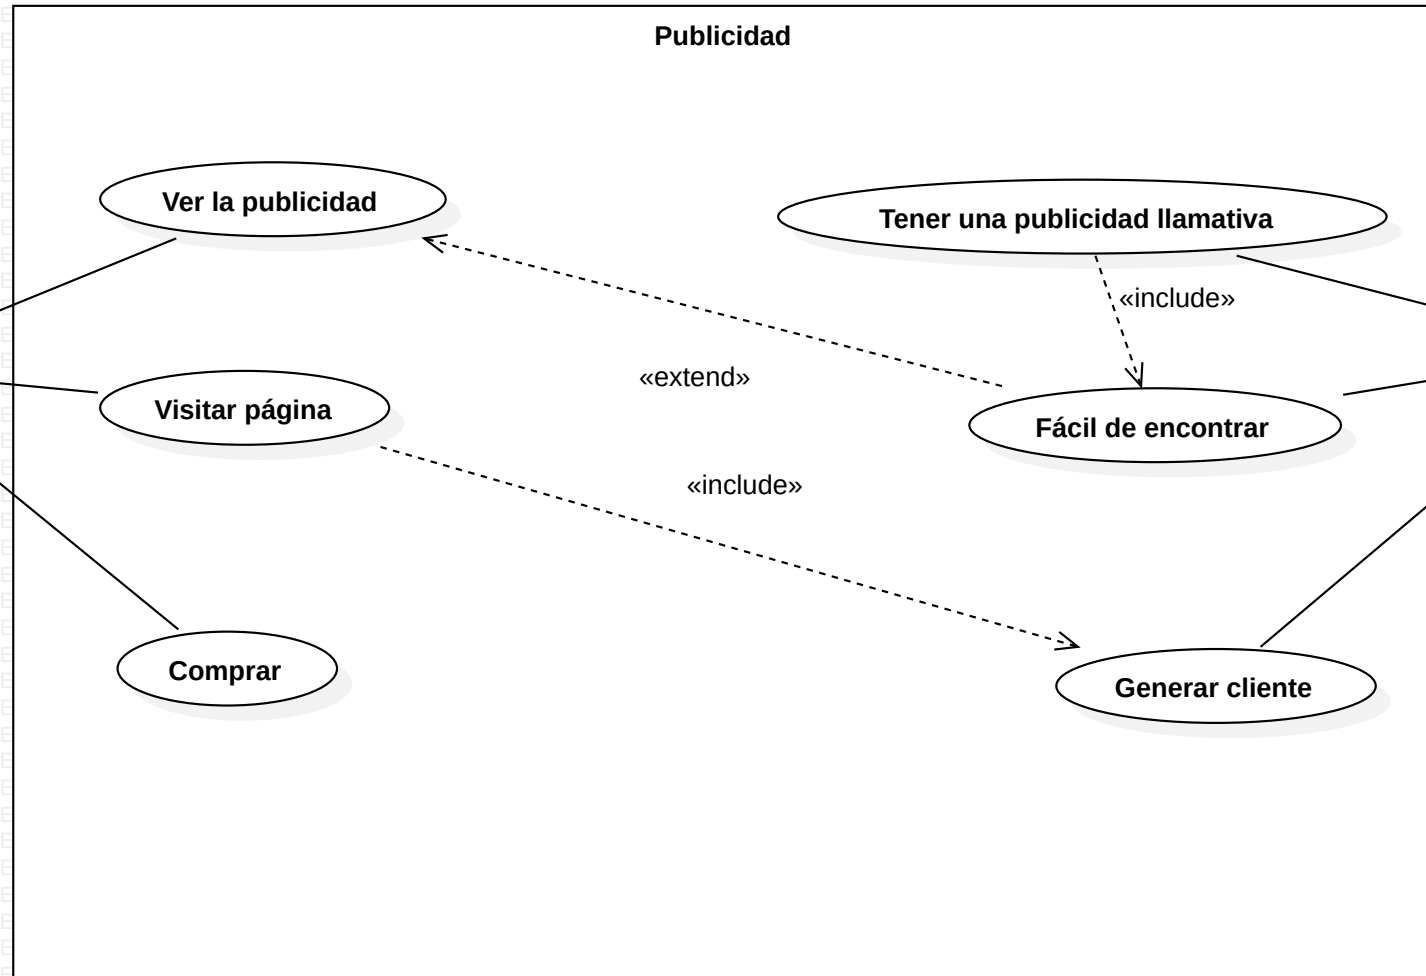 Publicidad
Ver la publicidad
Tener una publicidad llamativa
«include»
«extend»
Visitar página
Fácil de encontrar
«include»
Comprar
Generar cliente